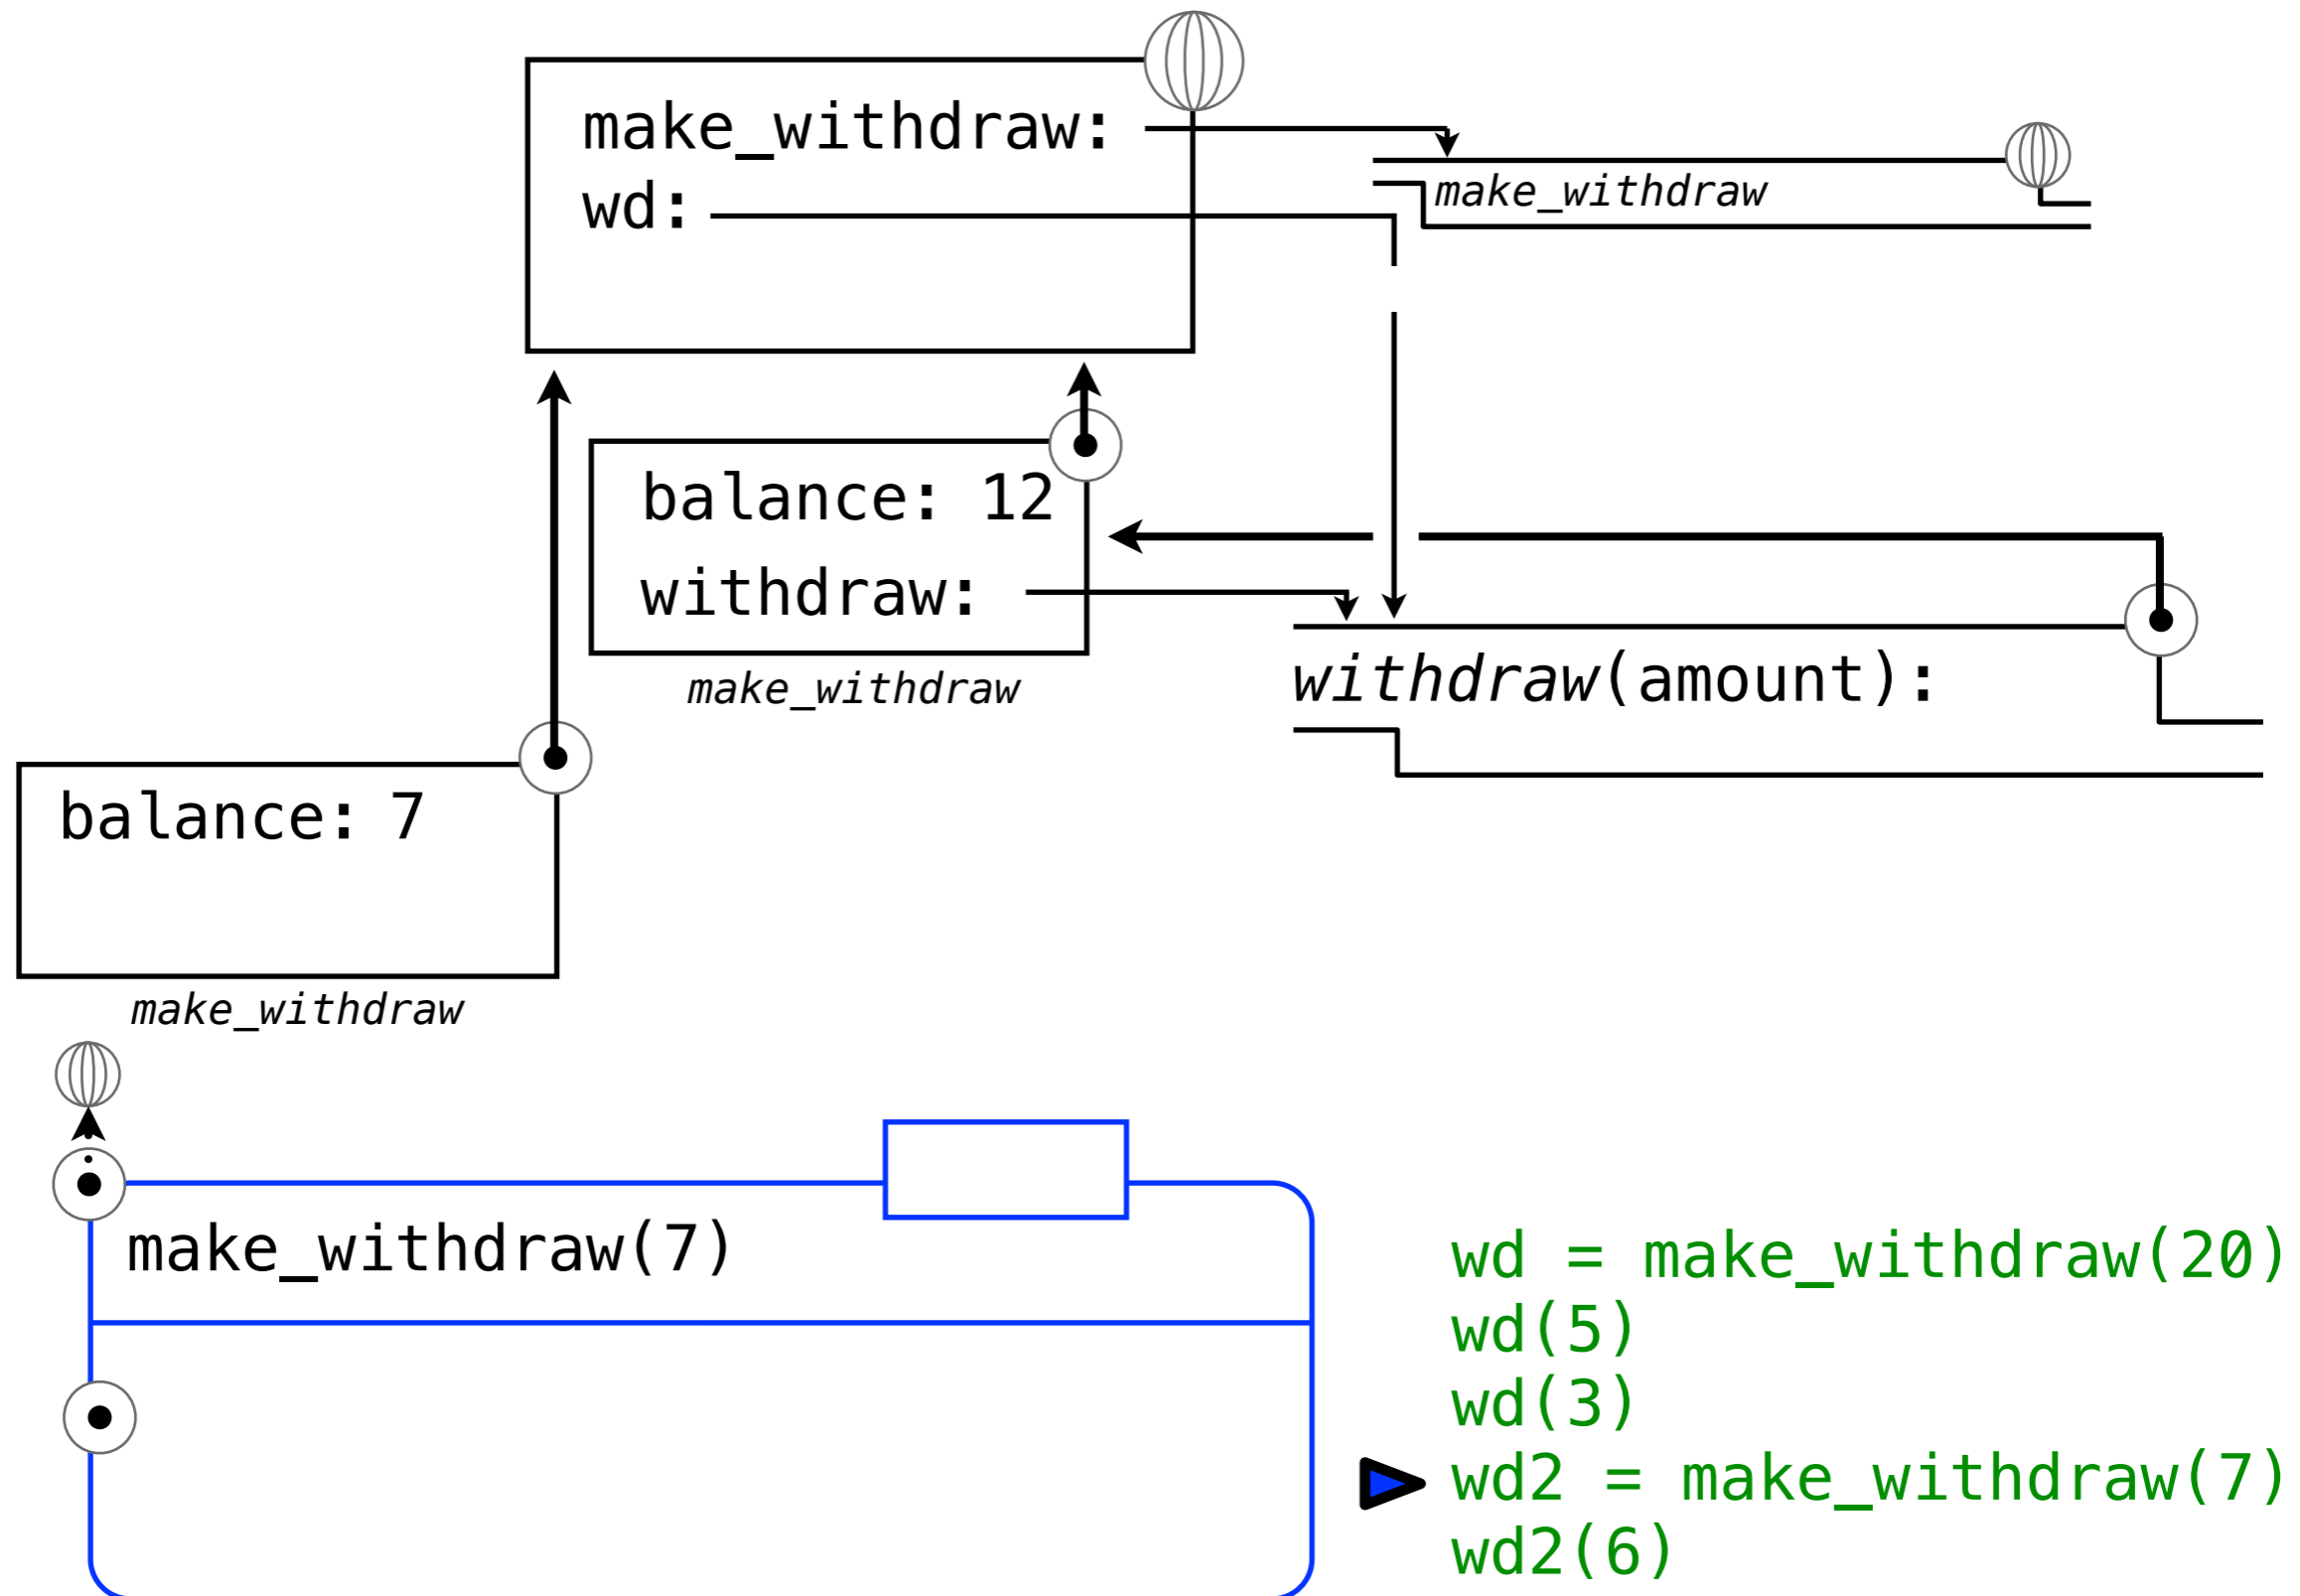 make_withdraw:
make_withdraw
wd:
balance: 12
withdraw:
make_withdraw
withdraw(amount):
balance: 7
make_withdraw
make_withdraw(7)
wd = make_withdraw(20)
wd(5)
wd(3)
wd2 = make_withdraw(7)
wd2(6)